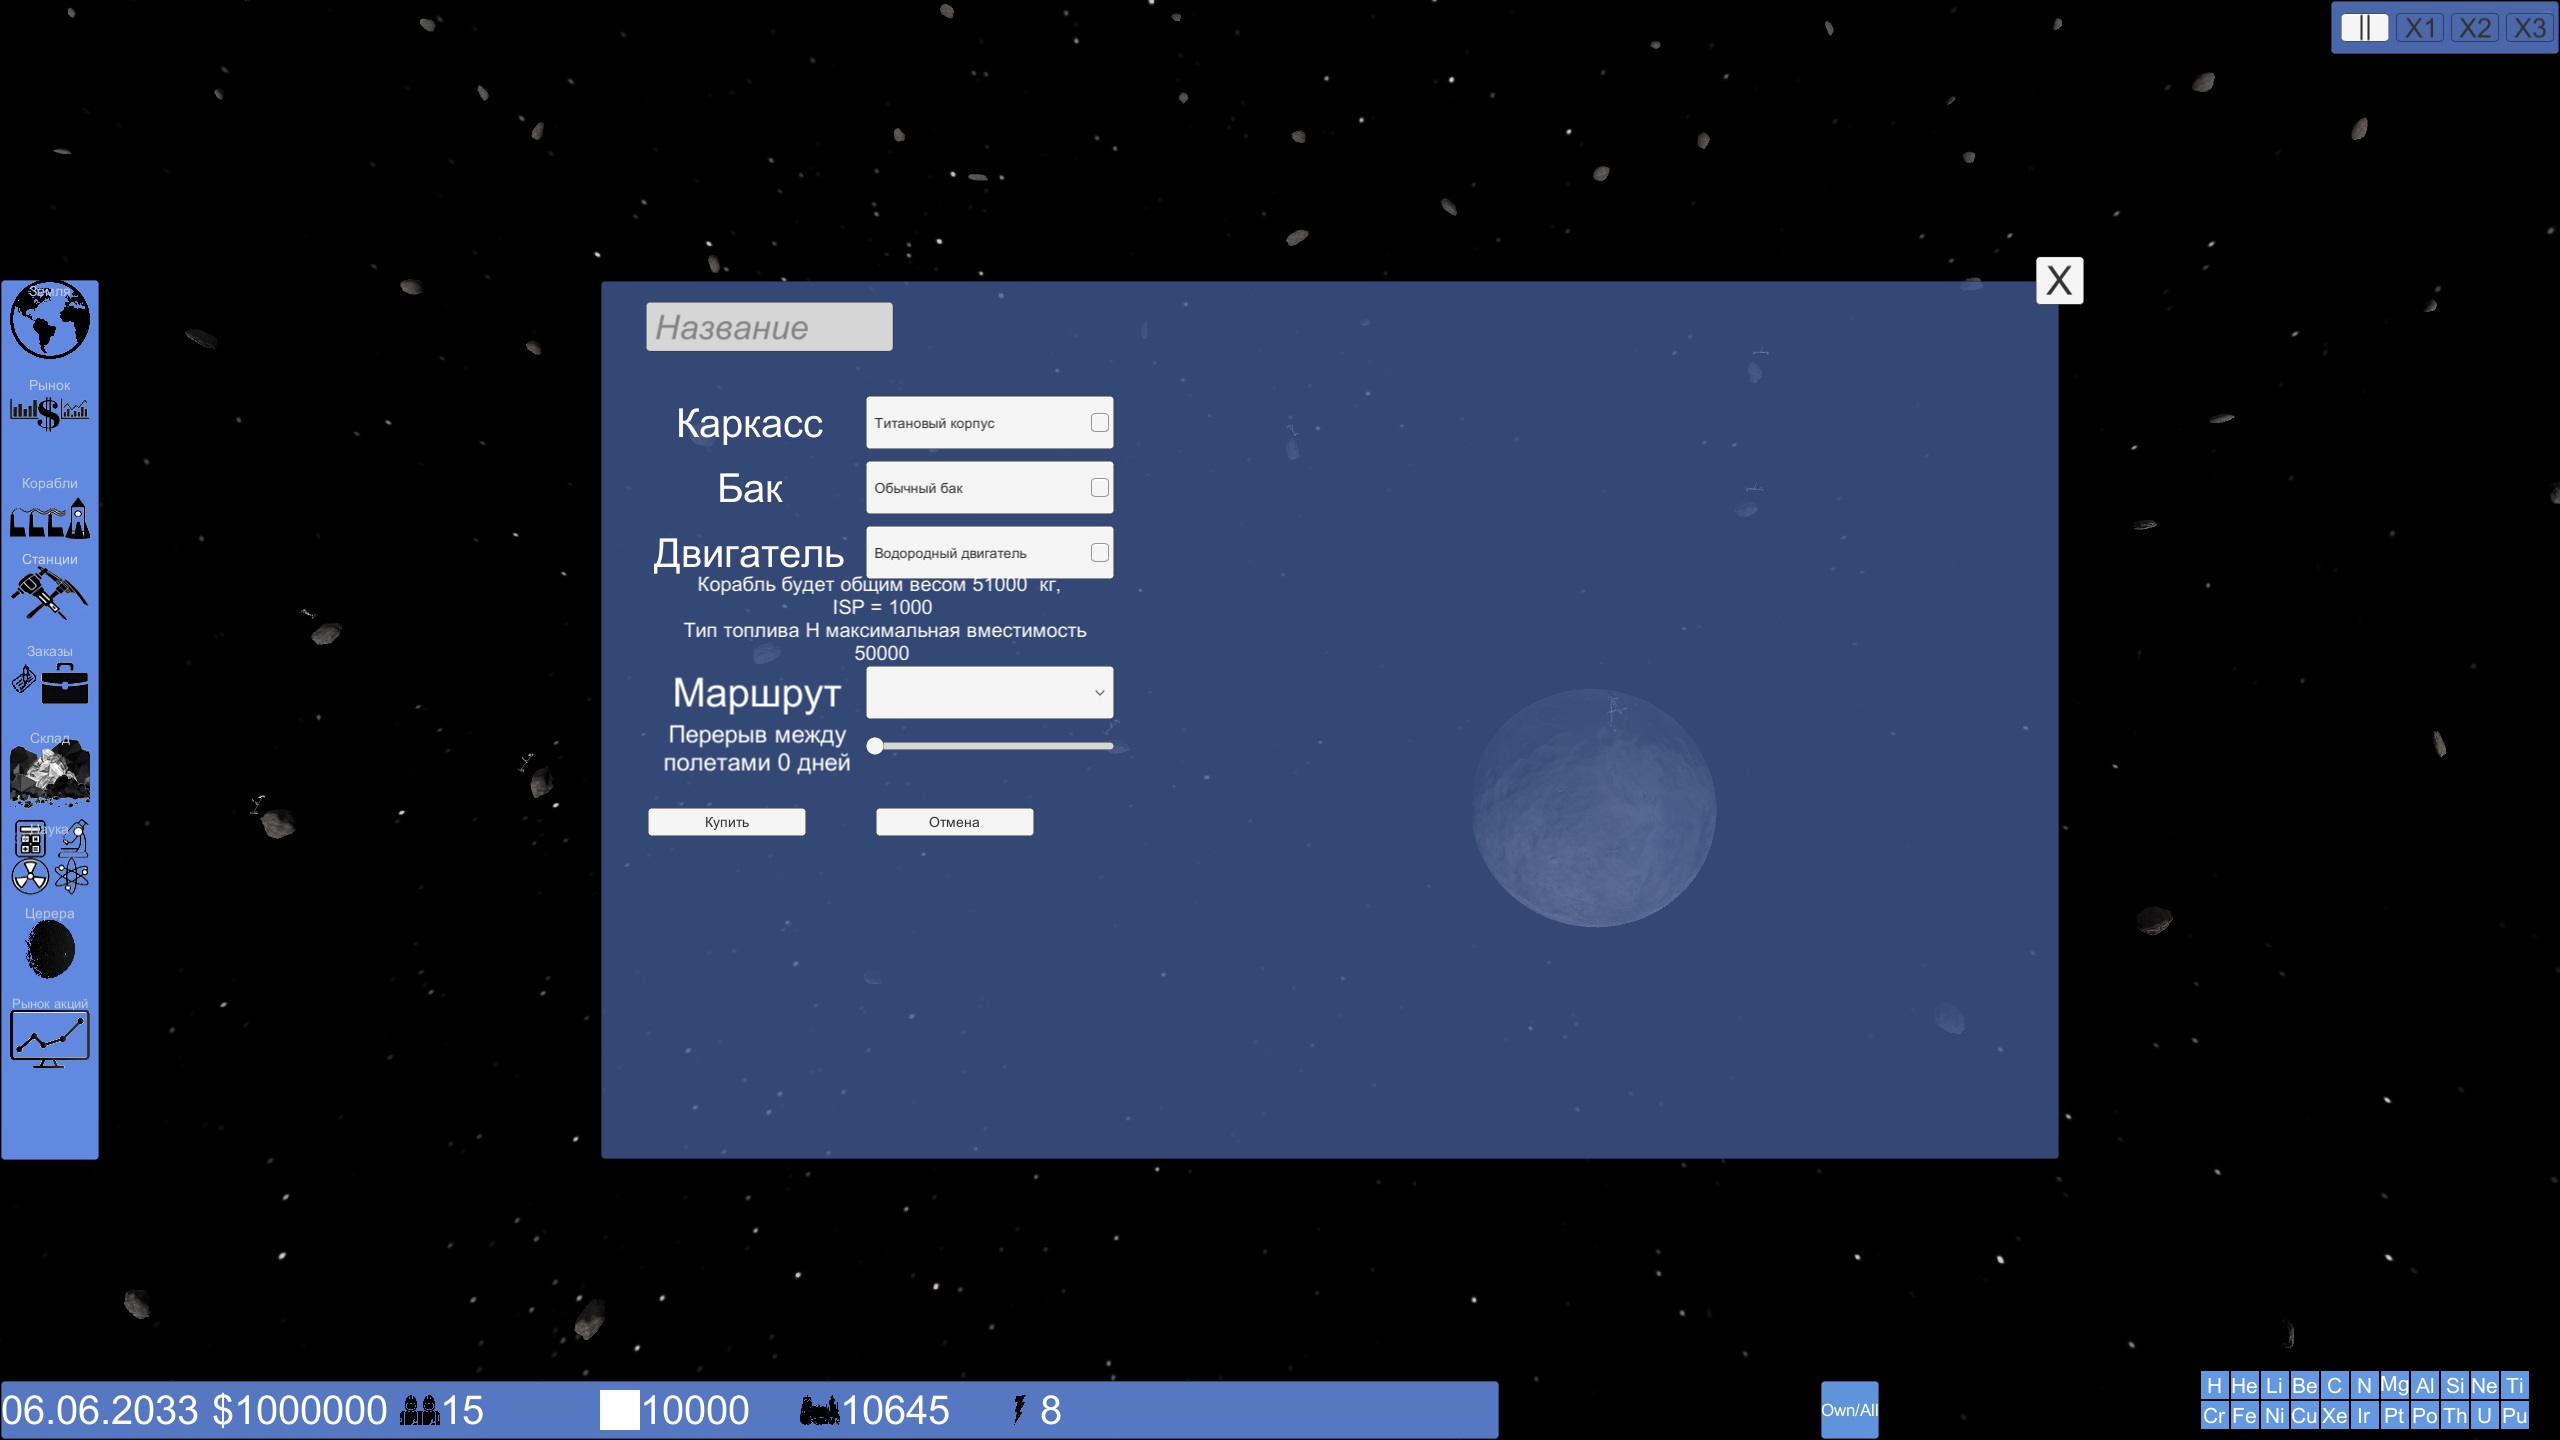 || X1 X2 X3
X
Земля
Рынок
Корабли
Станции
Заказы
Склад
Наука
Церера
Рынок акций
Название
Каркасс Титановый корпус
Бак Обычный бак
Двигатель Водородный двигатель
Корабль будет общим весом 51000 кг,
ISP = 1000
Тип топлива H максимальная вместимость
50000
Маршрут
Перерыв между
полетами 0 дней
Купить Отмена
06.06.2033 $1000000 15 10000 10645 8
Own/All
H He Li Be C N Mg Al Si Ne Ti
Cr Fe Ni Cu Xe Ir Pt Po Th U Pu